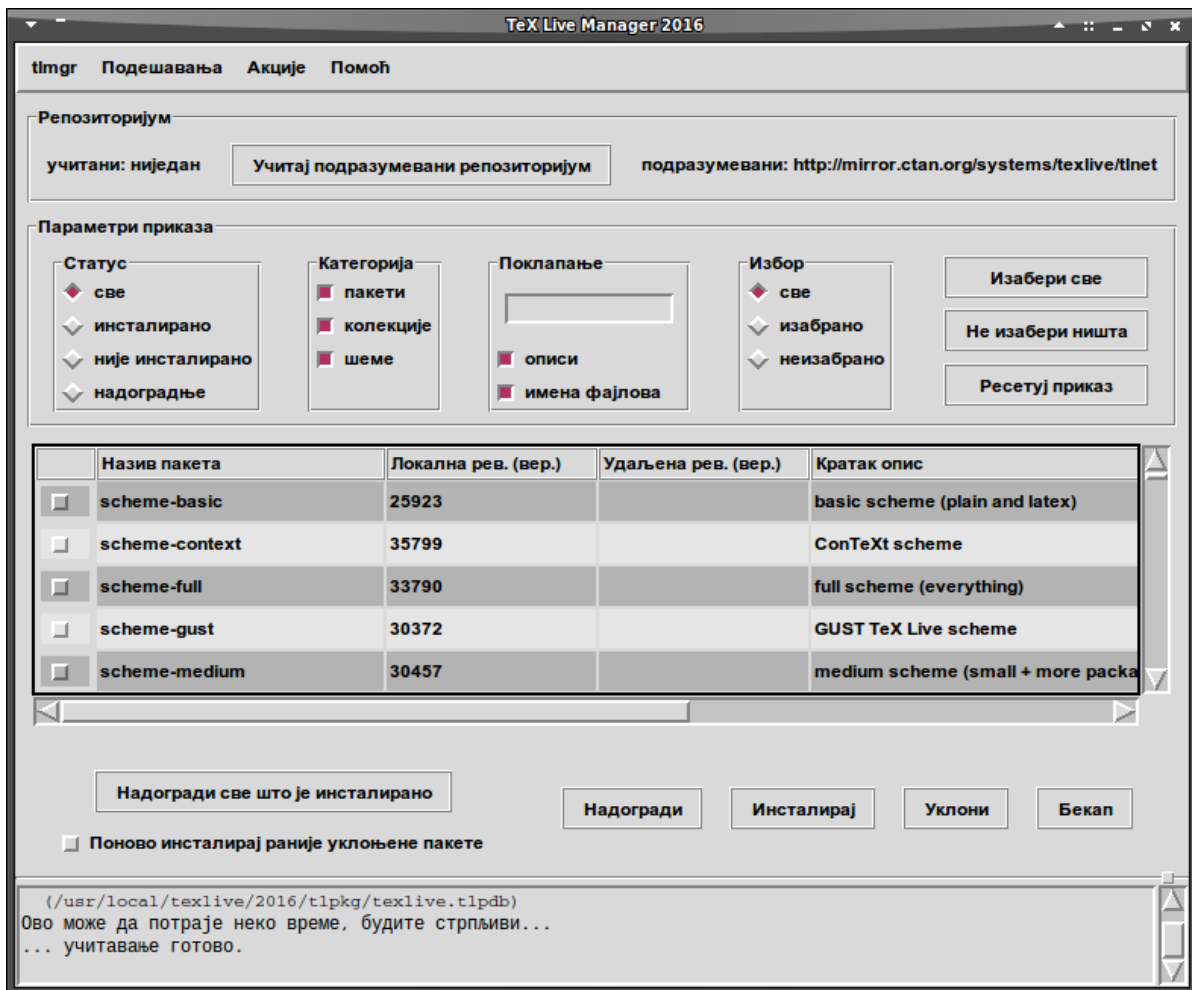 TeX Live Manager 2016
tlmgr Подешавања Акције Помоћ
Репозиторијум
учитани: ниједан Учитај подразумевани репозиторијум подразумевани: http://mirror.ctan.org/systems/texlive/tlnet
Параметри приказа
Статус Категорија Поклапање Избор
све пакети све Изабери све
инсталирано колекције изабрано Не изабери ништа
није инсталирано шеме описи неизабрано
надоградње имена фајлова Ресетуј приказ
Назив пакета Локална рев. (вер.) Удаљена рев. (вер.) Кратак опис
scheme-basic 25923 basic scheme (plain and latex)
scheme-context 35799 ConTeXt scheme
scheme-full 33790 full scheme (everything)
scheme-gust 30372 GUST TeX Live scheme
scheme-medium 30457 medium scheme (small + more packa
Надогради све што је инсталирано Надогради Инсталирај Уклони Бекап
Поново инсталирај раније уклоњене пакете
(/usr/local/texlive/2016/tlpkg/texlive.tlpdb)
Ово може да потраје неко време, будите стрпљиви...
... учитавање готово.